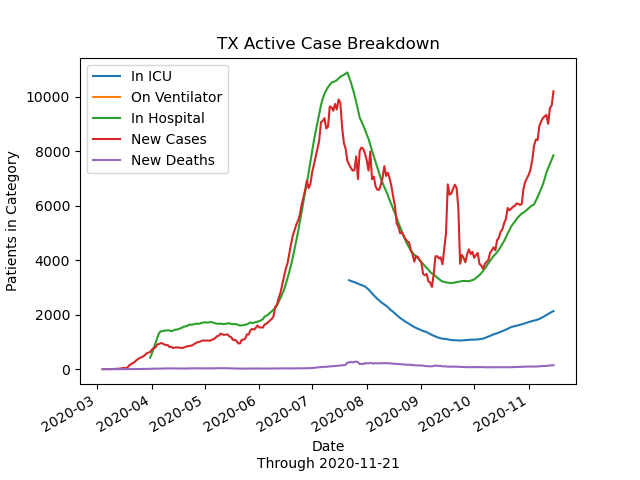 TX Active Case Breakdown
In ICU
On Ventilator
In Hospital
New Cases
New Deaths
Patients in Category
10000
8000
6000
4000
2000
0
2020-03
2020-04
2020-05
2020-06
2020-07
2020-08
2020-09
2020-10
2020-11
Date
Through 2020-11-21